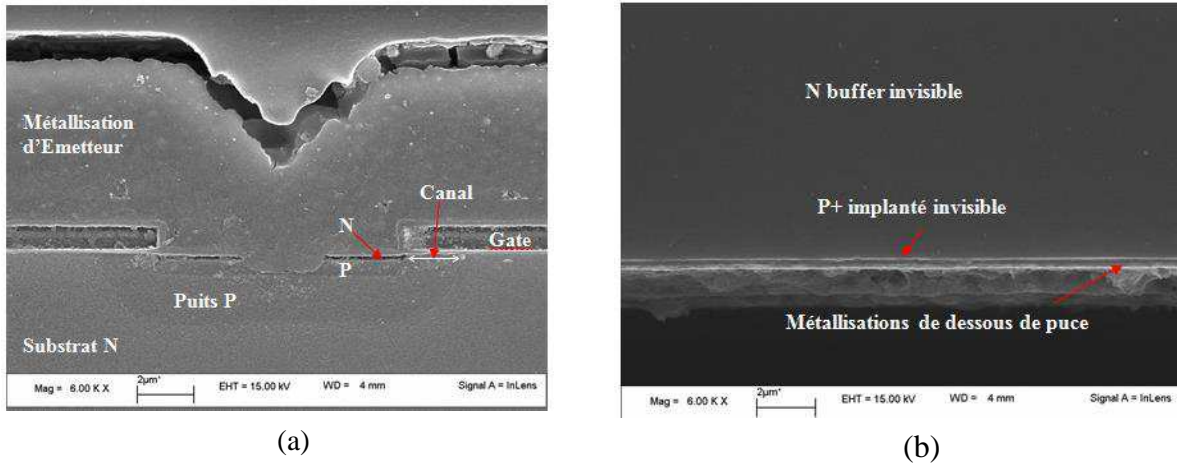 Métallisation
d'Emetteur
Canal
N
Gate
P
Puits P
Substrat N
Mag = 6.00 K X
2µm*
EHT = 15.00 kV
WD = 4 mm
Signal A = InLens
(a)
N buffer invisible
P+ implanté invisible
Métallisations de dessous de puce
Mag = 6.00 K X
2µm*
EHT = 15.00 kV
WD = 4 mm
Signal A = InLens
(b)